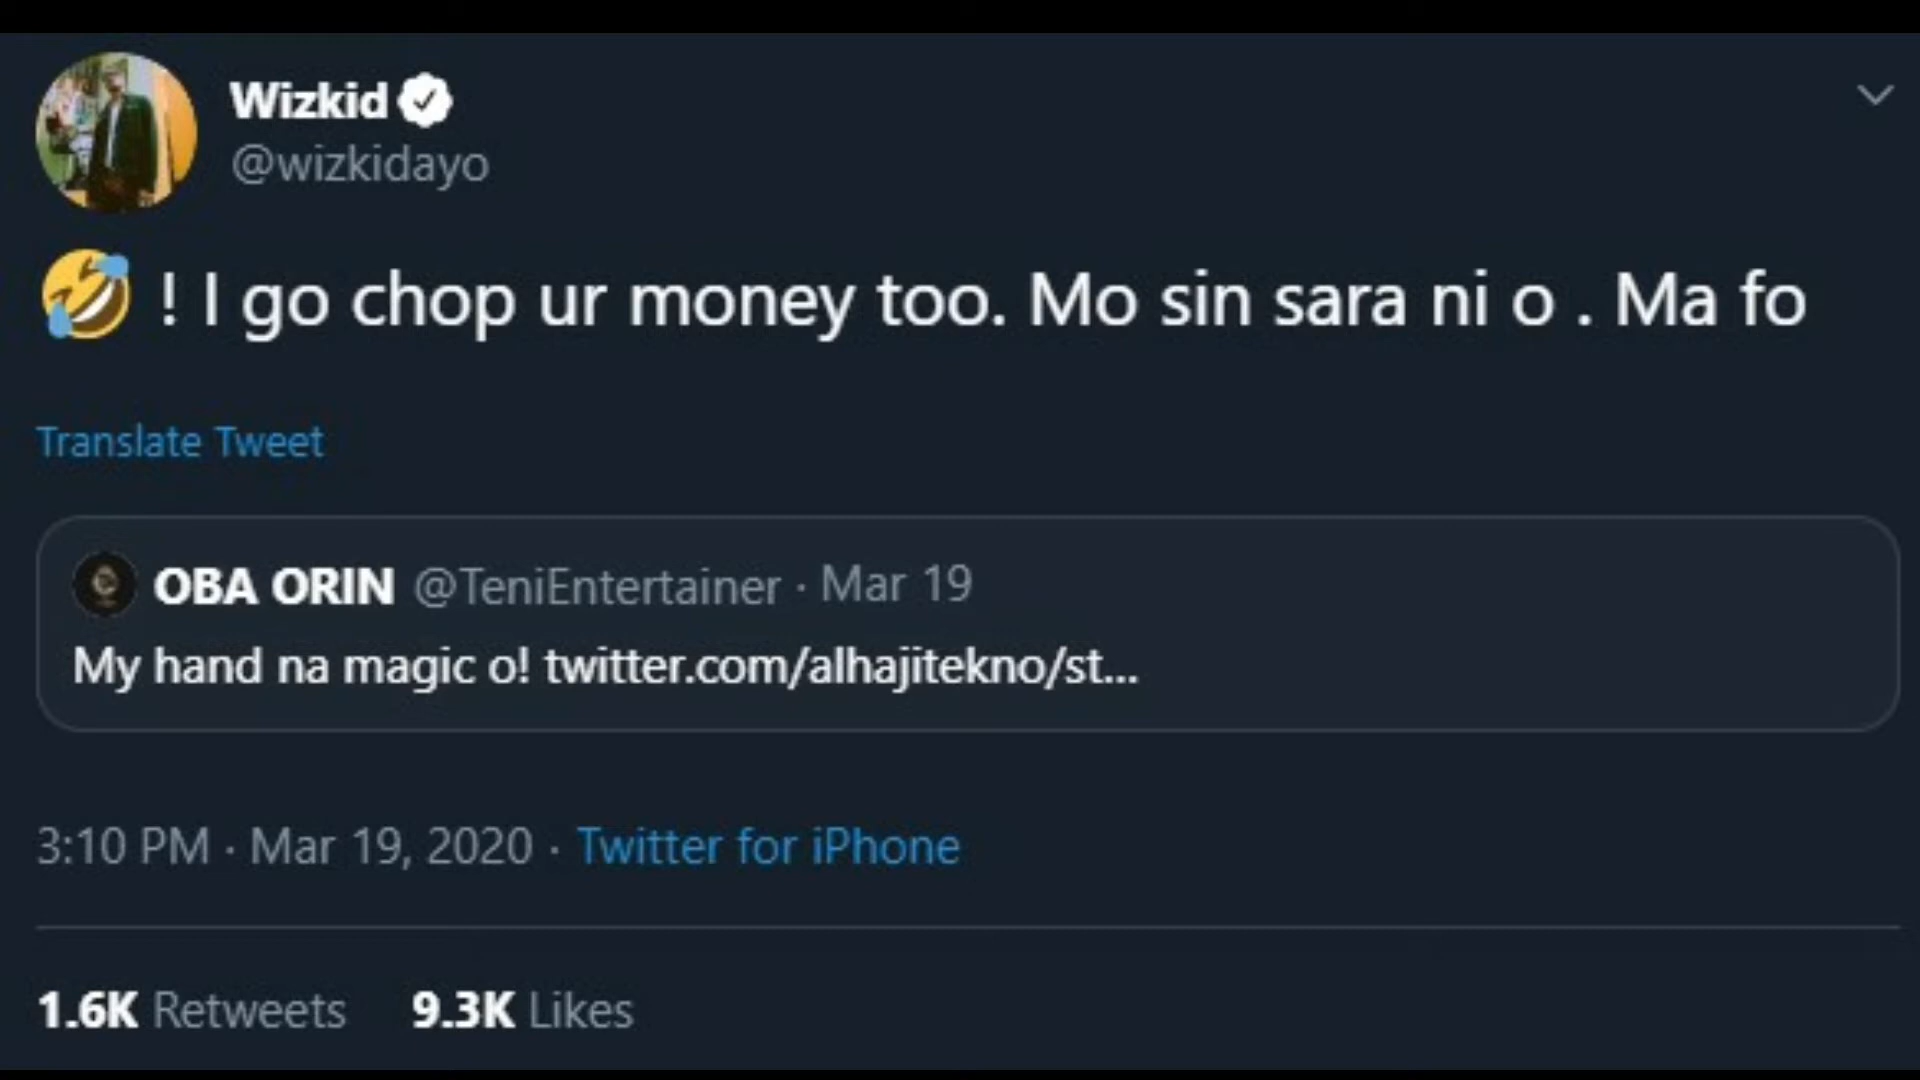 Wizkid
@wizkidayo
🤣 ! I go chop ur money too. Mo sin sara ni o . Ma fo
Translate Tweet
OBA ORIN @TeniEntertainer · Mar 19
My hand na magic o! twitter.com/alhajitekno/st...
3:10 PM · Mar 19, 2020 · Twitter for iPhone
1.6K Retweets 9.3K Likes